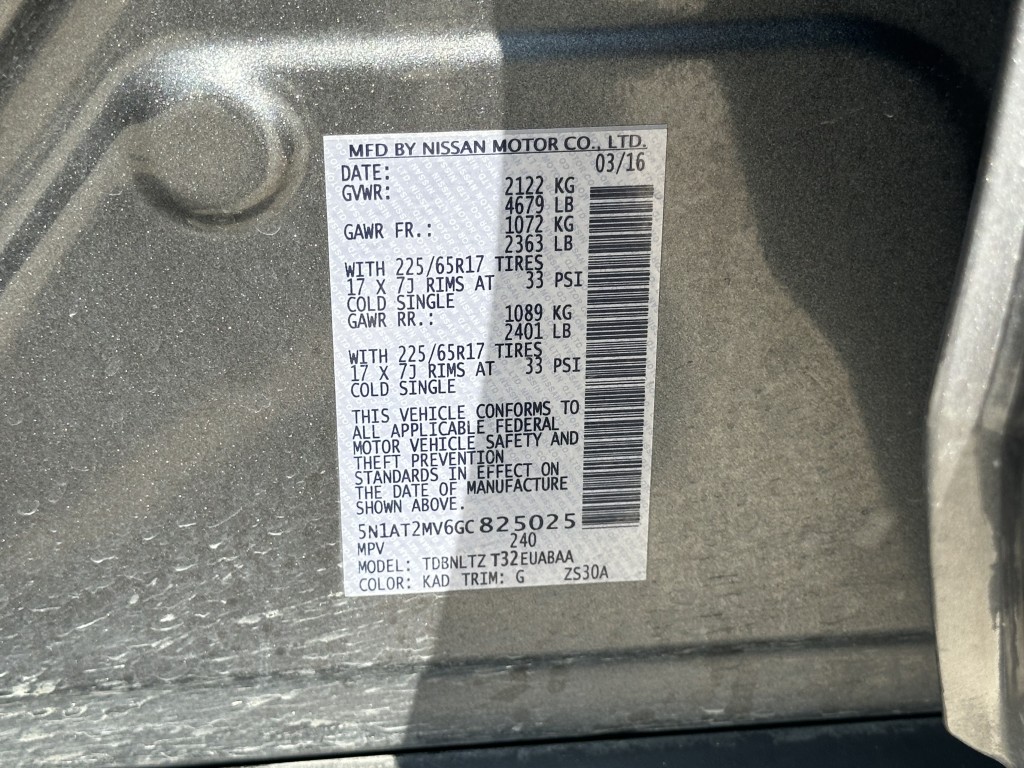 MFD BY NISSAN MOTOR CO., LTD.
DATE: 03/16
GVWR: 2122 KG
4679 LB
GAWR FR.: 1072 KG
2363 LB
WITH 225/65R17 TIRES
17 X 7J RIMS AT 33 PSI
COLD SINGLE
GAWR RR.: 1089 KG
2401 LB
WITH 225/65R17 TIRES
17 X 7J RIMS AT 33 PSI
COLD SINGLE
THIS VEHICLE CONFORMS TO
ALL APPLICABLE FEDERAL
MOTOR VEHICLE SAFETY AND
THEFT PREVENTION
STANDARDS IN EFFECT ON
THE DATE OF MANUFACTURE
SHOWN ABOVE.
5N1AT2MV6GC825025
MPV 240
MODEL: TDBNLTZ T32EUABAA
COLOR: KAD TRIM: G ZS30A